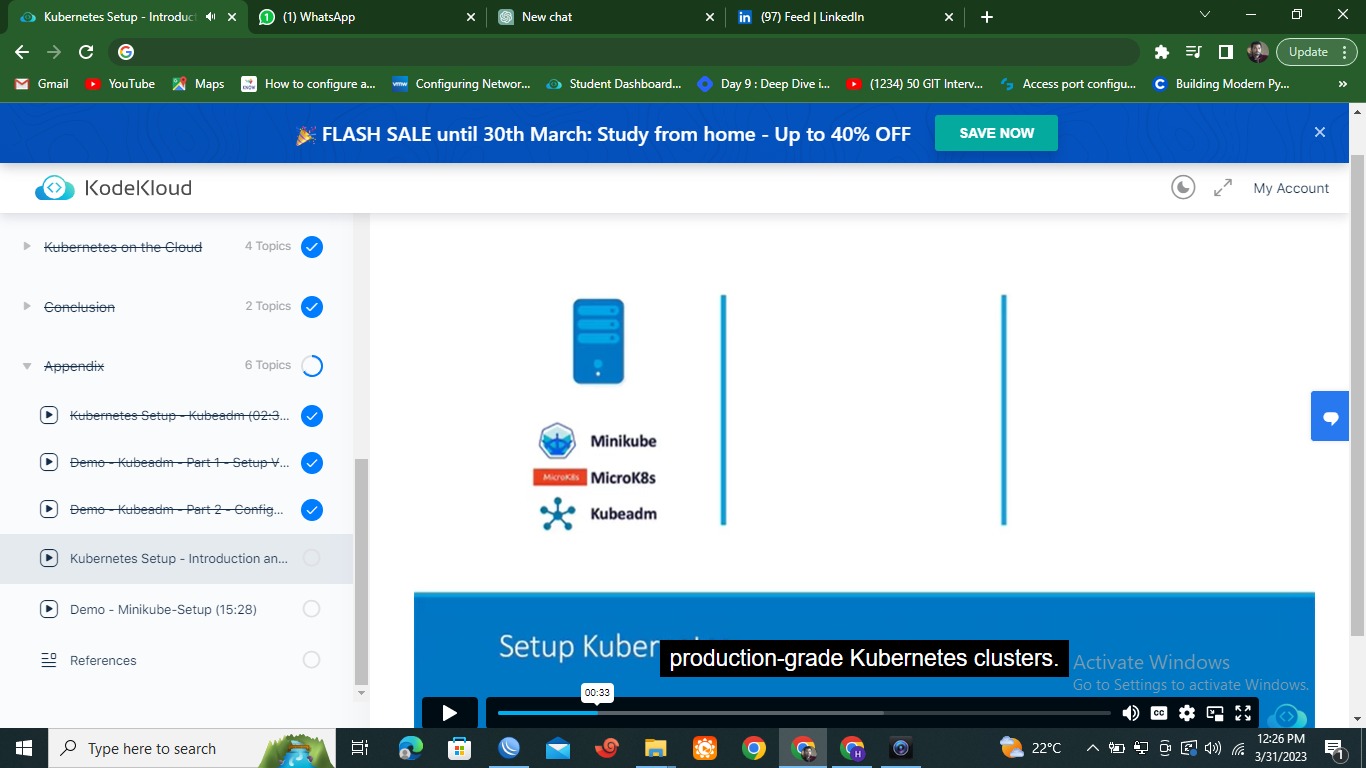 Kubernetes Setup - Introduct
(1) WhatsApp
New chat
(97) Feed | LinkedIn
Update
Gmail
YouTube
Maps
How to configure a...
Configuring Networ...
Student Dashboard...
Day 9 : Deep Dive i...
(1234) 50 GIT Interv...
Access port configu...
Building Modern Py...
»
FLASH SALE until 30th March: Study from home - Up to 40% OFF
SAVE NOW
KodeKloud
My Account
Kubernetes on the Cloud 4 Topics
Conclusion 2 Topics
Appendix 6 Topics
Kubernetes Setup - Kubeadm (02:3...
Demo - Kubeadm - Part 1 - Setup V...
Demo - Kubeadm - Part 2 - Config...
Kubernetes Setup - Introduction an...
Demo - Minikube-Setup (15:28)
References
Minikube
MicroK8s MicroK8s
Kubeadm
Setup Kuber
production-grade Kubernetes clusters.
Activate Windows
Go to Settings to activate Windows.
00:33
CC
Type here to search
22°C
12:26 PM
3/31/2023
1